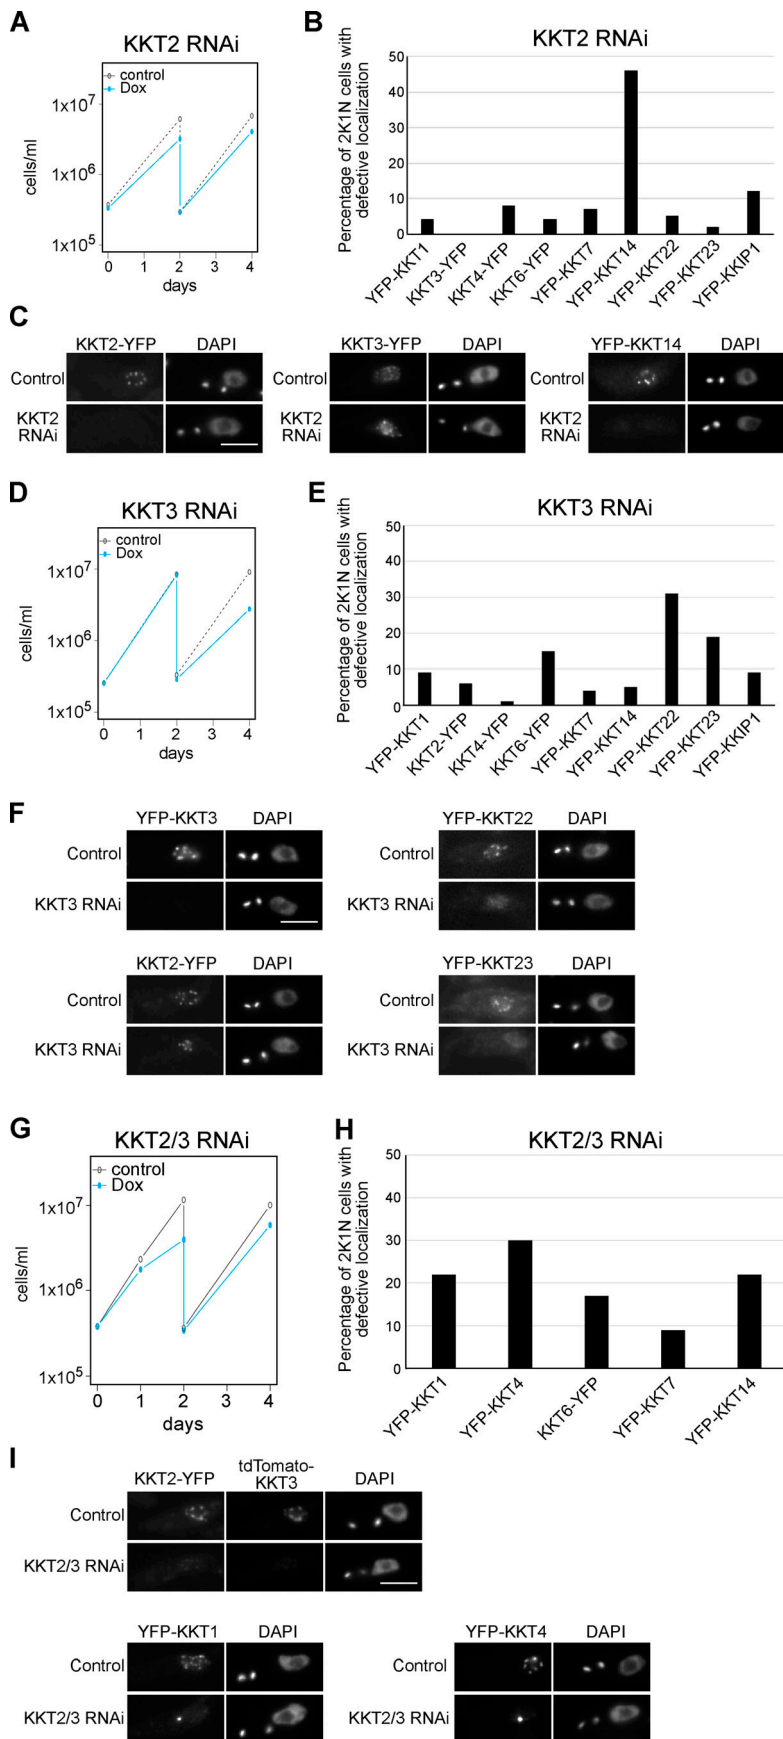 A
KKT2 RNAi
control
Dox
1x10⁷
1x10⁶
1x10⁵
cells/ml
0 1 2 3 4
days
B
KKT2 RNAi
Percentage of 2K1N cells with
defective localization
50
40
30
20
10
0
YFP-KKT1
KKT3-YFP
KKT4-YFP
KKT6-YFP
YFP-KKT7
YFP-KKT14
YFP-KKT22
YFP-KKT23
YFP-KKIP1
C
KKT2-YFP DAPI
Control
KKT2
RNAi
KKT3-YFP DAPI
Control
KKT2
RNAi
YFP-KKT14 DAPI
Control
KKT2
RNAi
D
KKT3 RNAi
control
Dox
1x10⁷
1x10⁶
1x10⁵
cells/ml
0 1 2 3 4
days
E
KKT3 RNAi
Percentage of 2K1N cells with
defective localization
50
40
30
20
10
0
YFP-KKT1
KKT2-YFP
KKT4-YFP
KKT6-YFP
YFP-KKT7
YFP-KKT14
YFP-KKT22
YFP-KKT23
YFP-KKIP1
F
YFP-KKT3 DAPI
Control
KKT3 RNAi
YFP-KKT22 DAPI
Control
KKT3 RNAi
KKT2-YFP DAPI
Control
KKT3 RNAi
YFP-KKT23 DAPI
Control
KKT3 RNAi
G
KKT2/3 RNAi
control
Dox
1x10⁷
1x10⁶
1x10⁵
cells/ml
0 1 2 3 4
days
H
KKT2/3 RNAi
Percentage of 2K1N cells with
defective localization
50
40
30
20
10
0
YFP-KKT1
YFP-KKT4
KKT6-YFP
YFP-KKT7
YFP-KKT14
I
KKT2-YFP
tdTomato-
KKT3
DAPI
Control
KKT2/3 RNAi
YFP-KKT1 DAPI
Control
KKT2/3 RNAi
YFP-KKT4 DAPI
Control
KKT2/3 RNAi